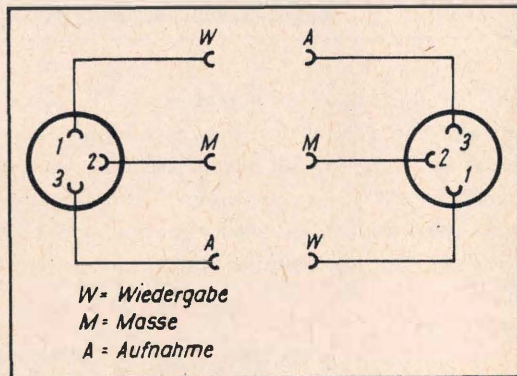 W A
1 3
2 M M 2
3 1
A W
W = Wiedergabe
M = Masse
A = Aufnahme